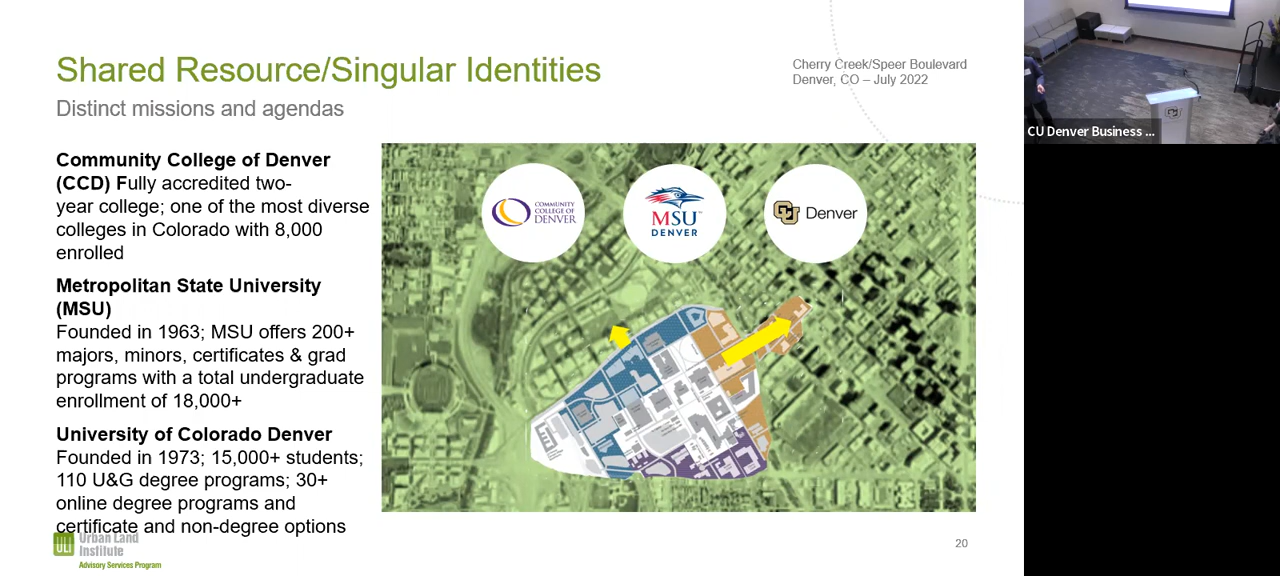 Shared Resource/Singular Identities
Distinct missions and agendas
Cherry Creek/Speer Boulevard
Denver, CO – July 2022
Community College of Denver
(CCD) Fully accredited two-
year college; one of the most diverse
colleges in Colorado with 8,000
enrolled
Metropolitan State University
(MSU)
Founded in 1963; MSU offers 200+
majors, minors, certificates & grad
programs with a total undergraduate
enrollment of 18,000+
University of Colorado Denver
Founded in 1973; 15,000+ students;
110 U&G degree programs; 30+
online degree programs and
certificate and non-degree options
COMMUNITY
COLLEGE OF
DENVER
MSU
DENVER
CU Denver
ULI Urban Land
Institute
Advisory Services Program
20
CU Denver Business ...